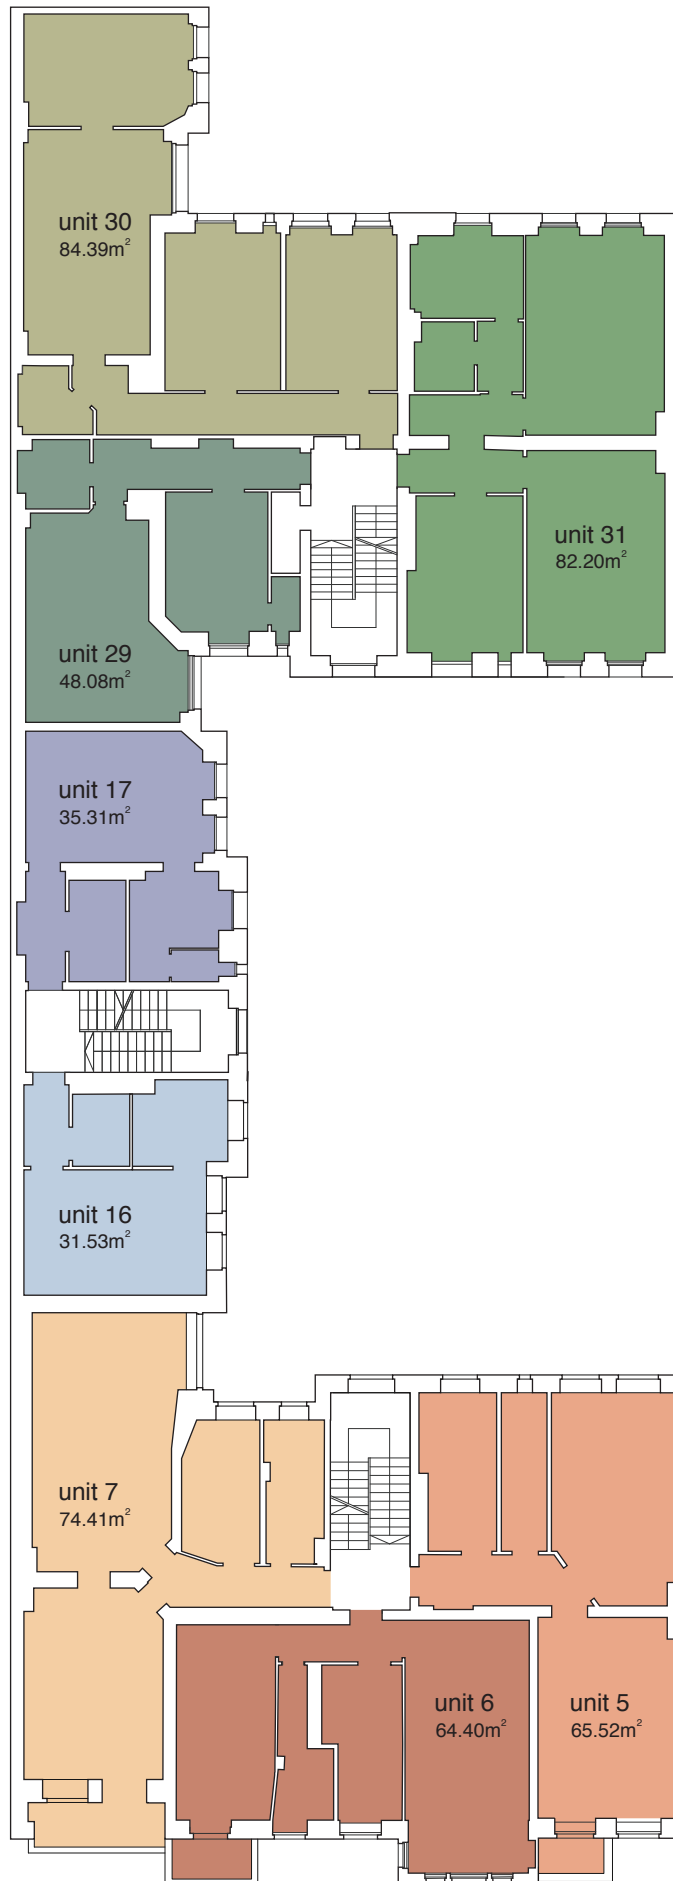 unit 30
84.39m²
unit 31
82.20m²
unit 29
48.08m²
unit 17
35.31m²
unit 16
31.53m²
unit 7
74.41m²
unit 6
64.40m²
unit 5
65.52m²